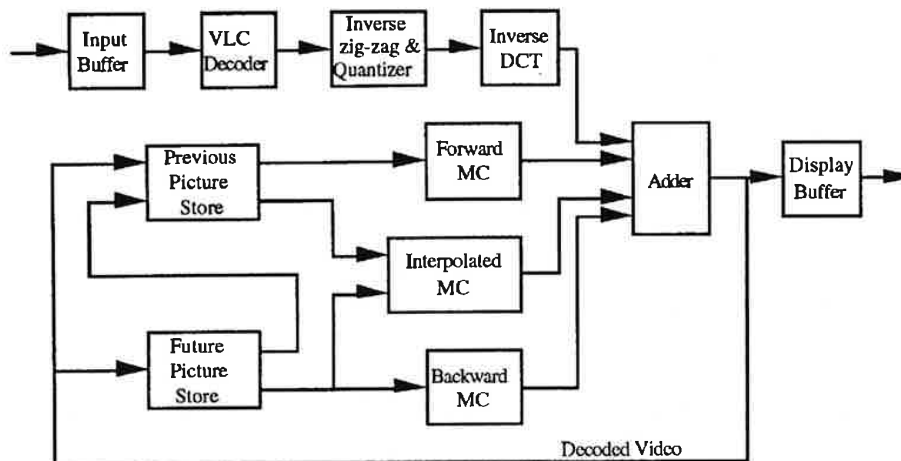 Input
Buffer
VLC
Decoder
Inverse
zig-zag &
Quantizer
Inverse
DCT
Previous
Picture
Store
Forward
MC
Adder
Display
Buffer
Interpolated
MC
Future
Picture
Store
Backward
MC
Decoded Video